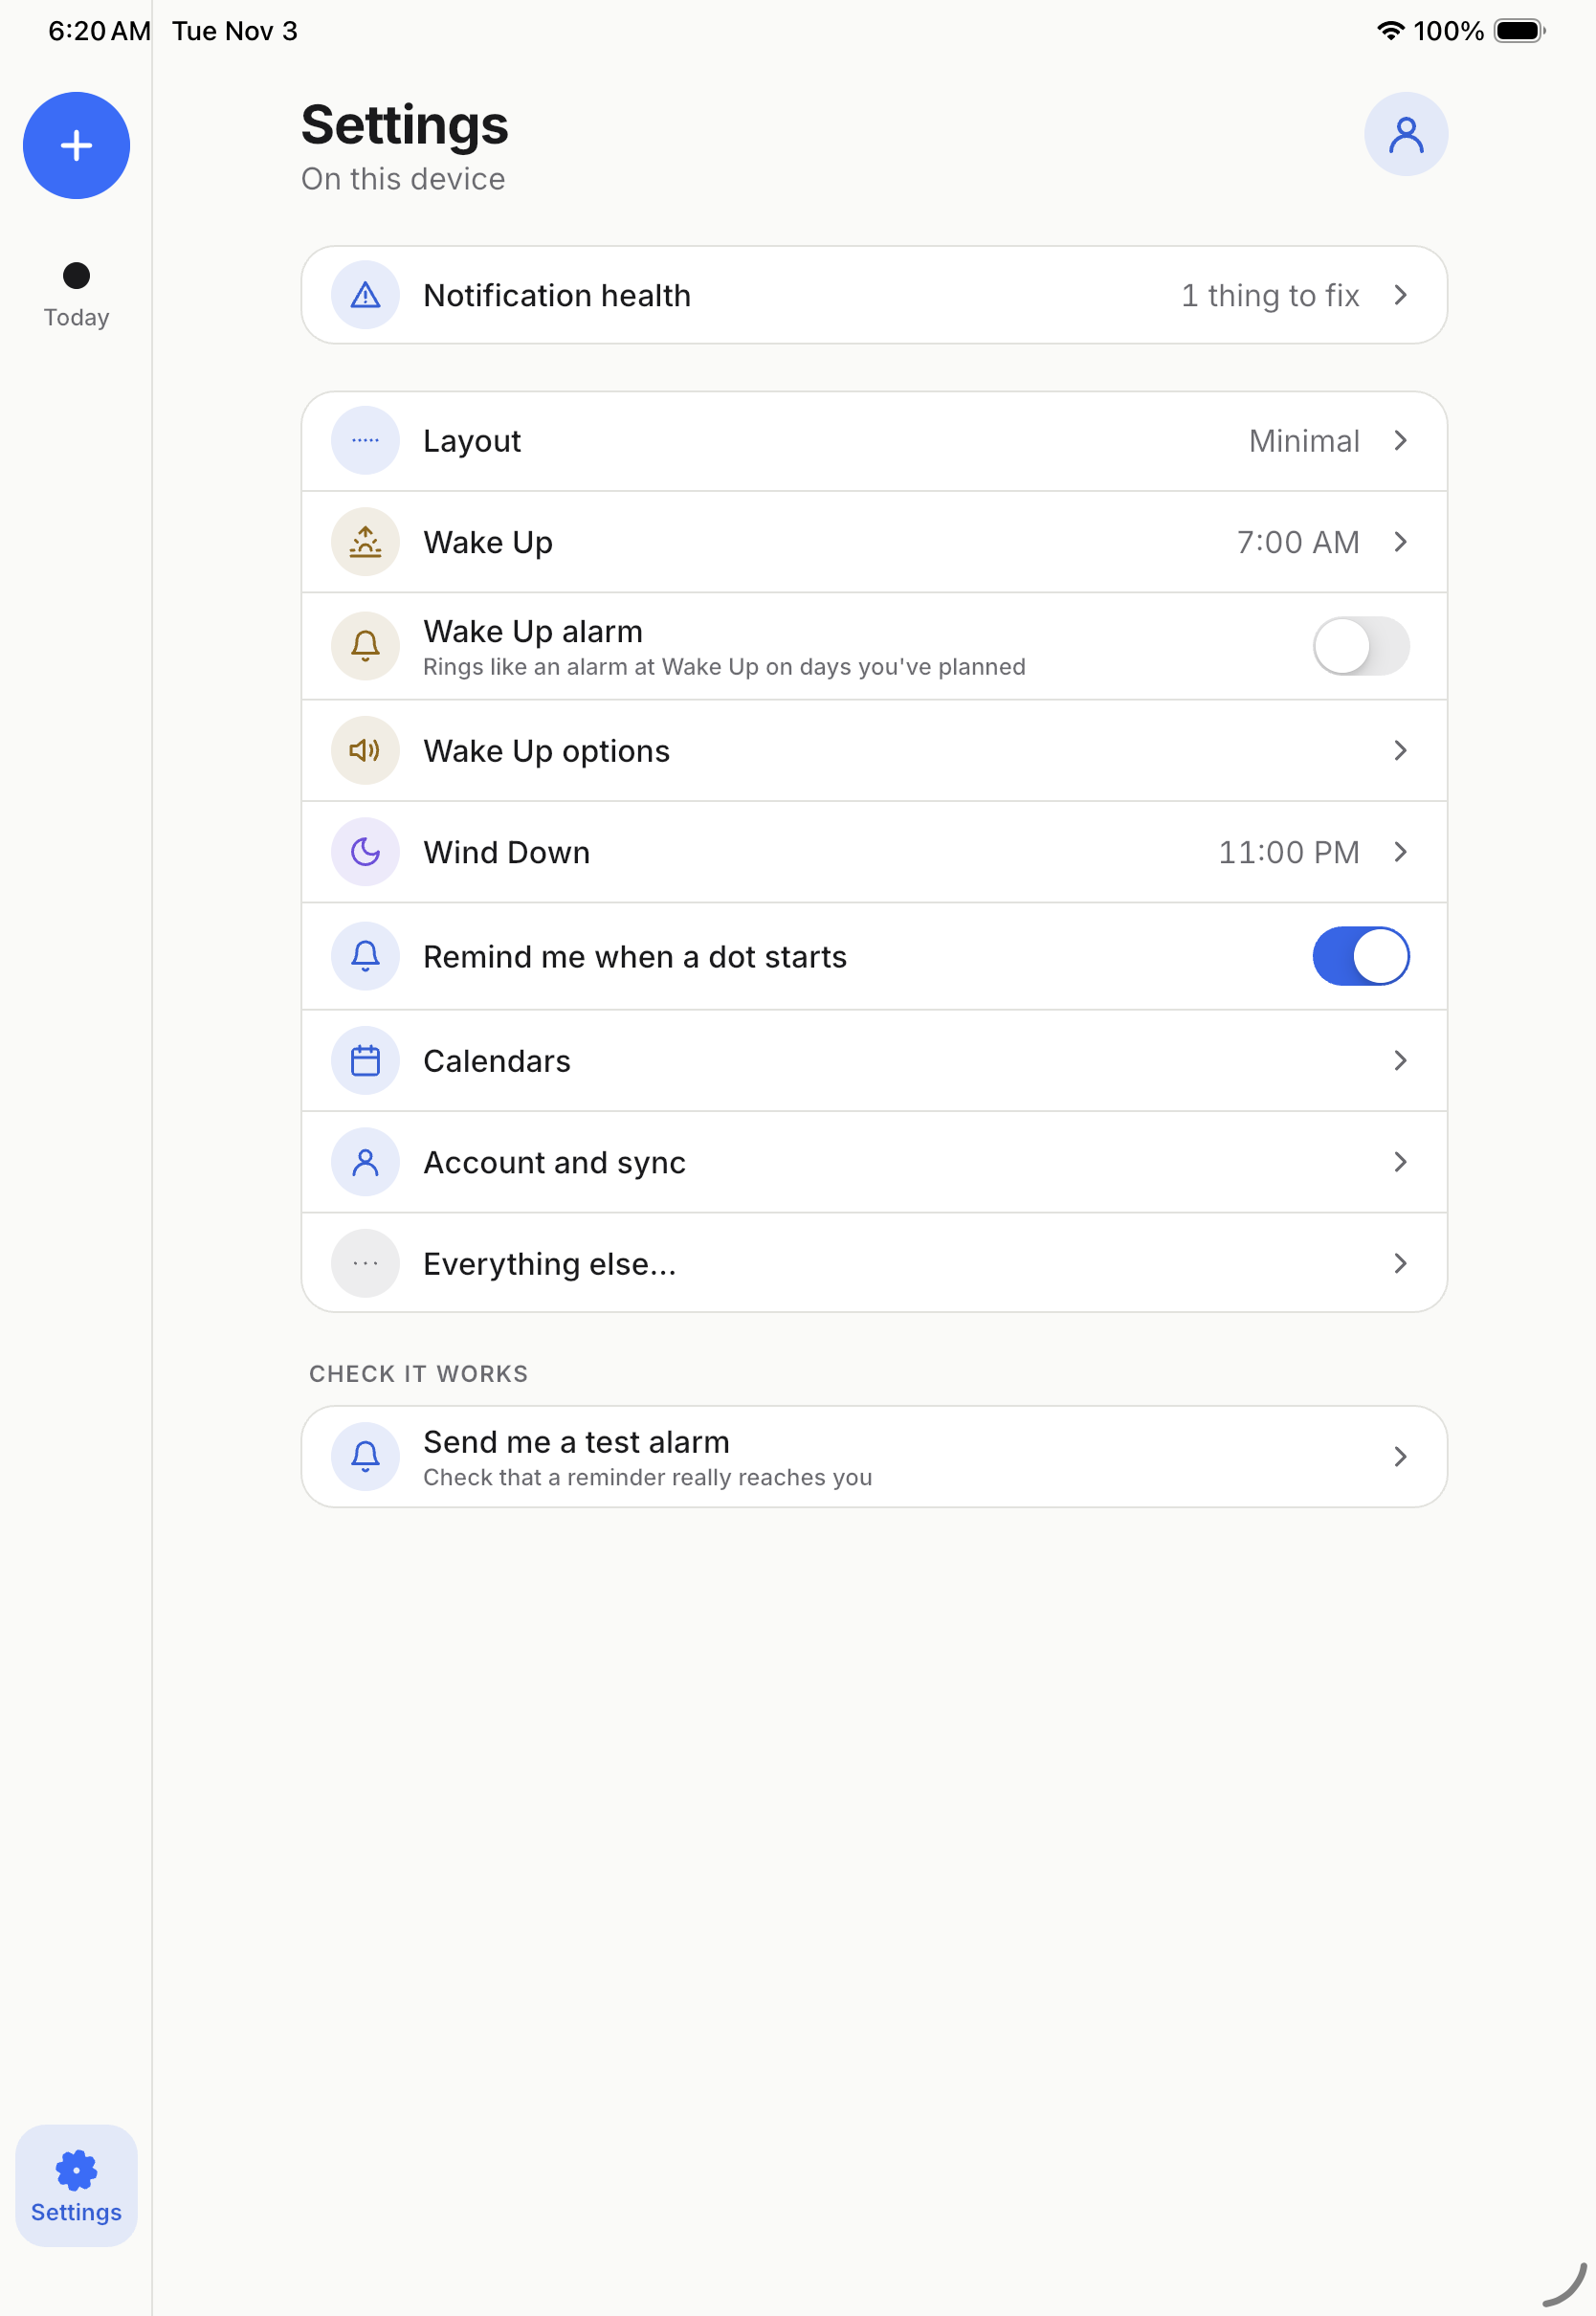 6:20 AM Tue Nov 3
100%
Settings
On this device
Today
Notification health
1 thing to fix
Layout
Minimal
Wake Up
7:00 AM
Wake Up alarm
Rings like an alarm at Wake Up on days you've planned
Wake Up options
Wind Down
11:00 PM
Remind me when a dot starts
Calendars
Account and sync
Everything else...
CHECK IT WORKS
Send me a test alarm
Check that a reminder really reaches you
Settings